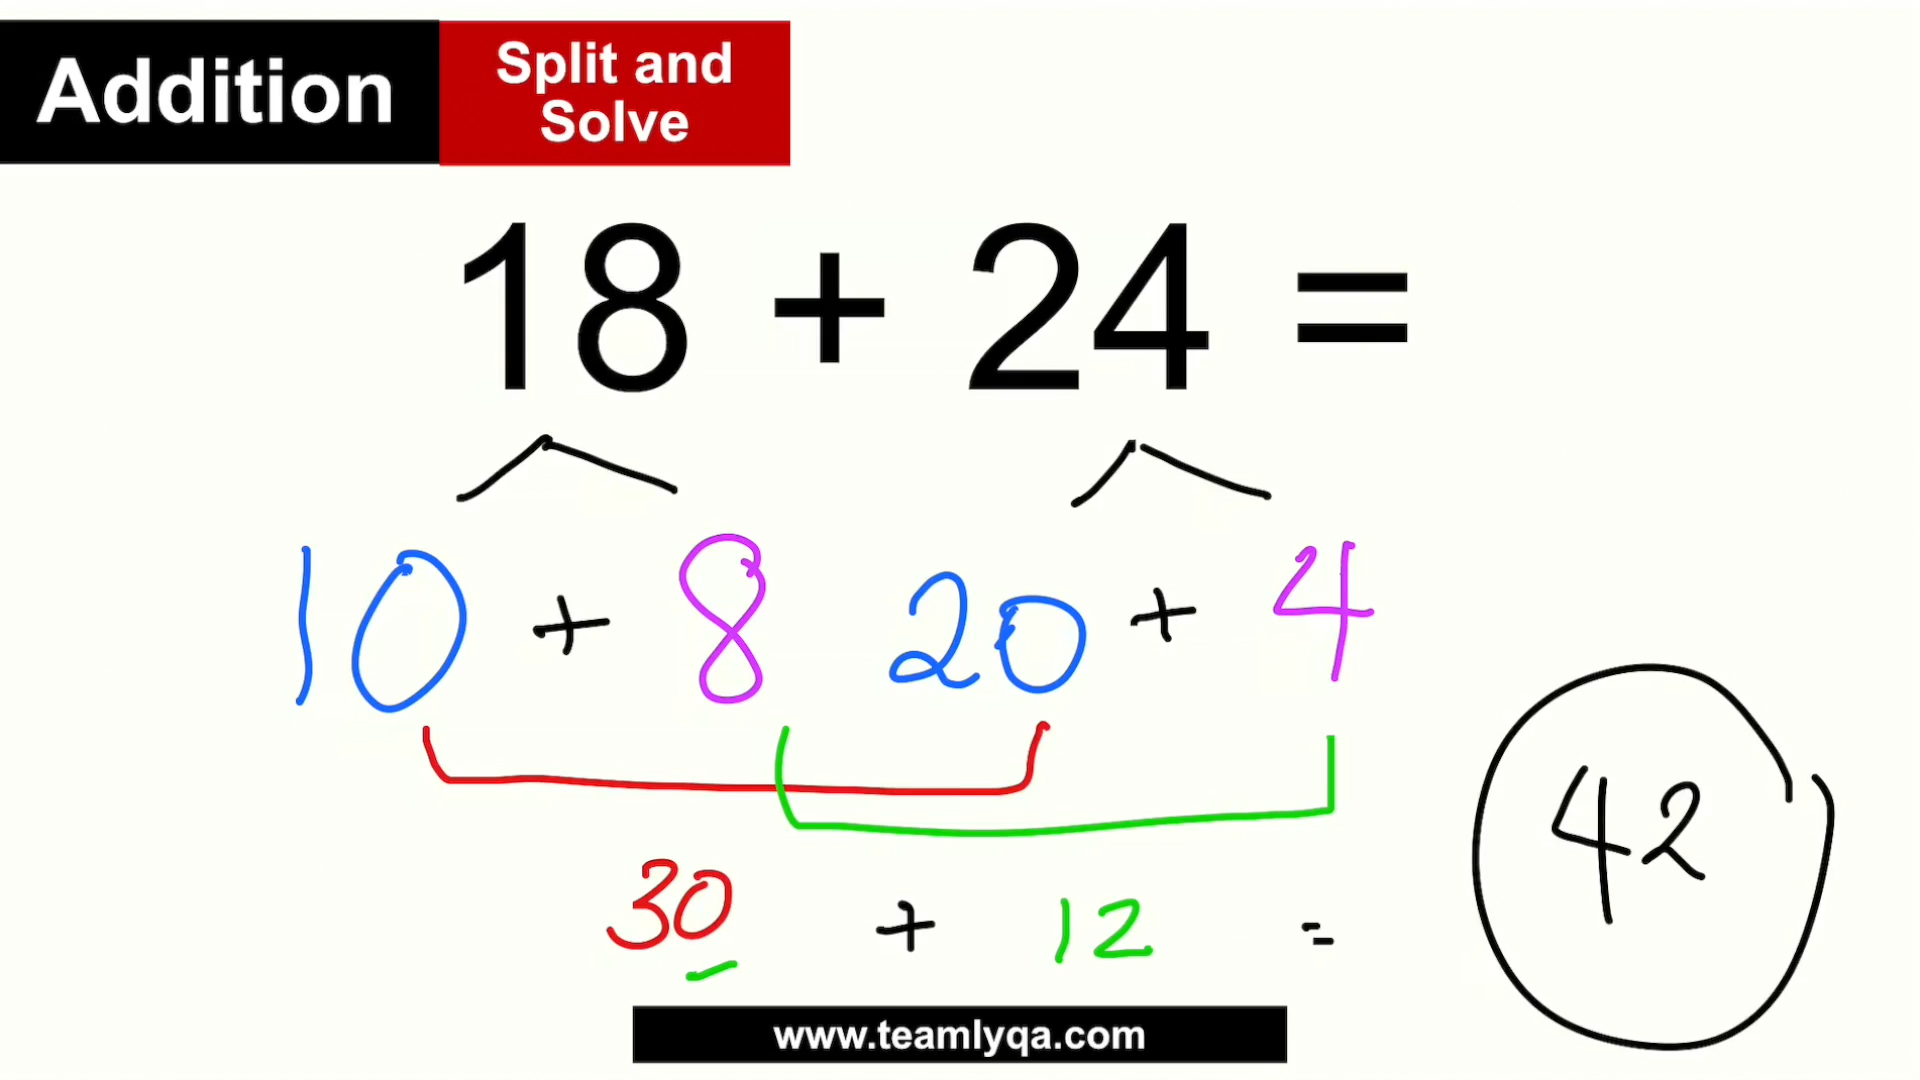 Addition
Split and
Solve
18 + 24 =
10 + 8 20 + 4
30 + 12 =
42
www.teamlyqa.com